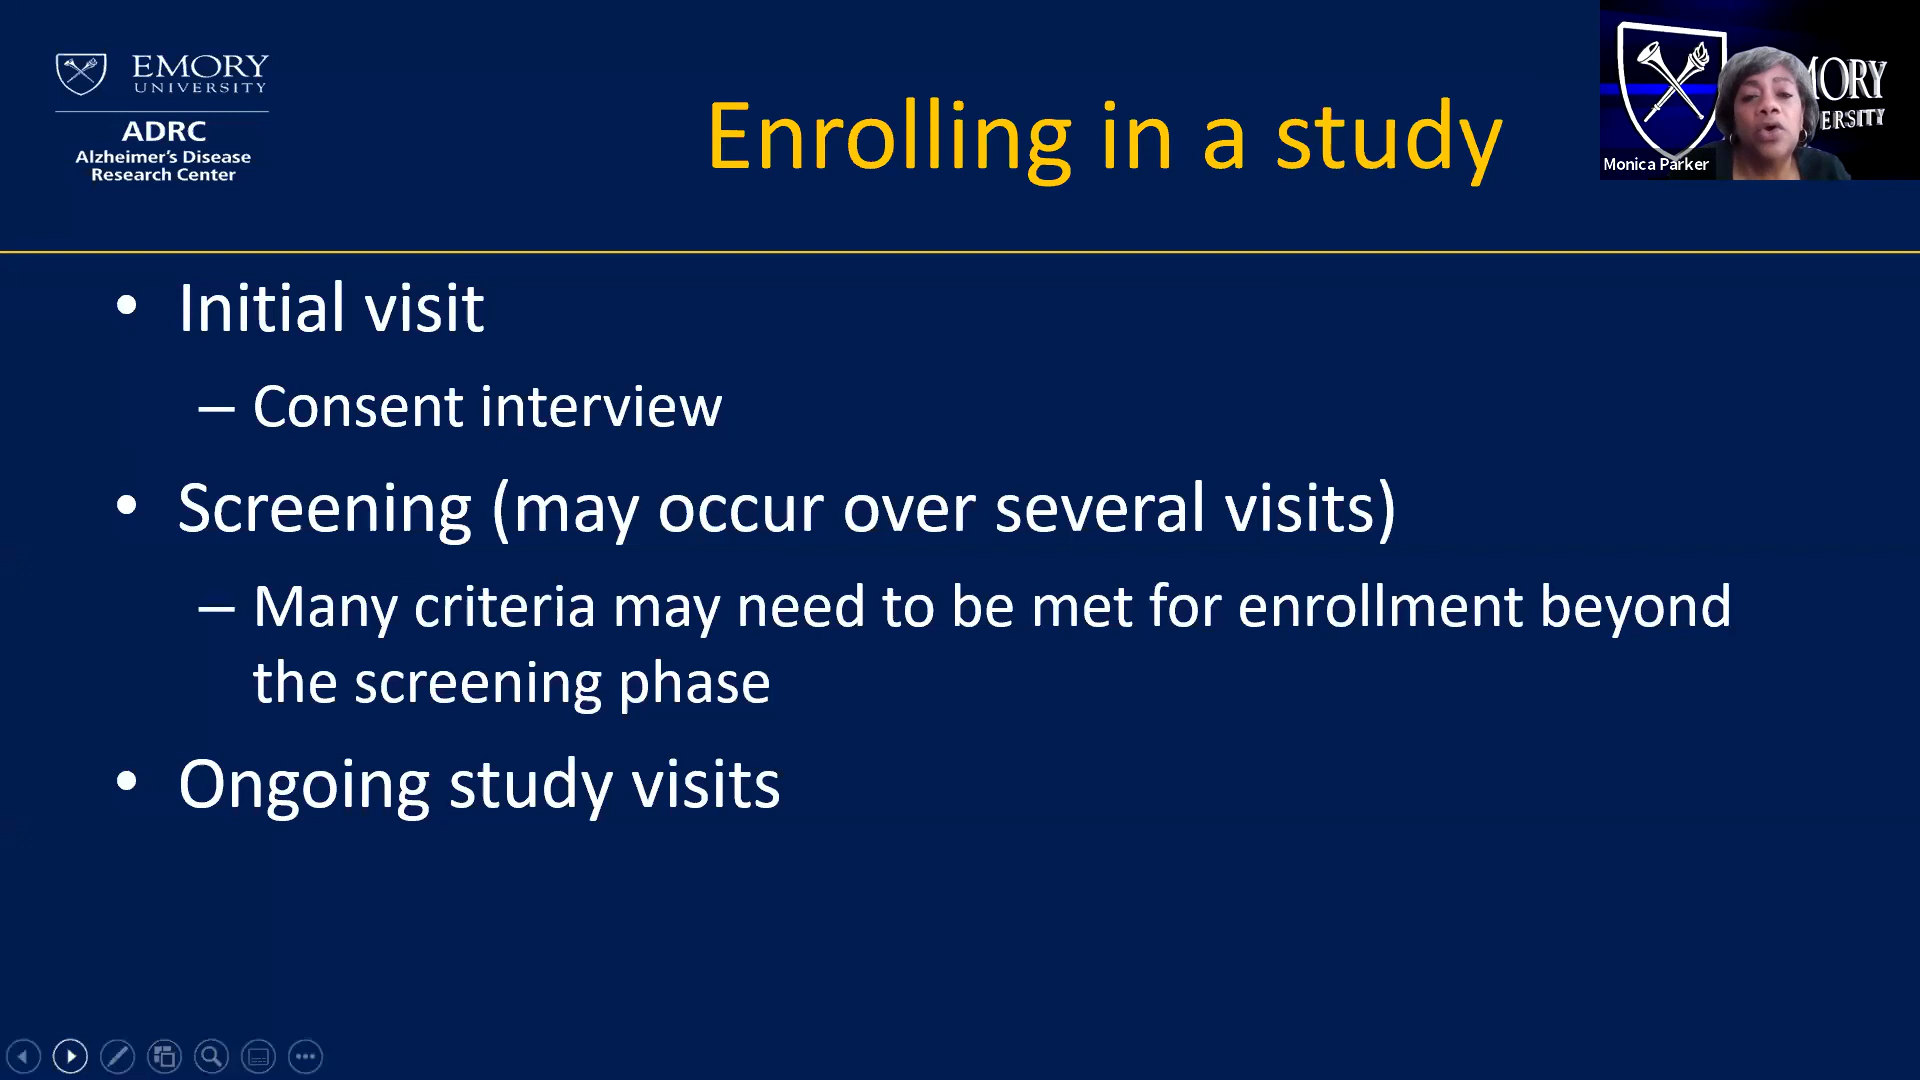 EMORY
UNIVERSITY
ADRC
Alzheimer's Disease
Research Center
Enrolling in a study
ORY
ERSITY
Monica Parker
• Initial visit
– Consent interview
• Screening (may occur over several visits)
– Many criteria may need to be met for enrollment beyond
the screening phase
• Ongoing study visits